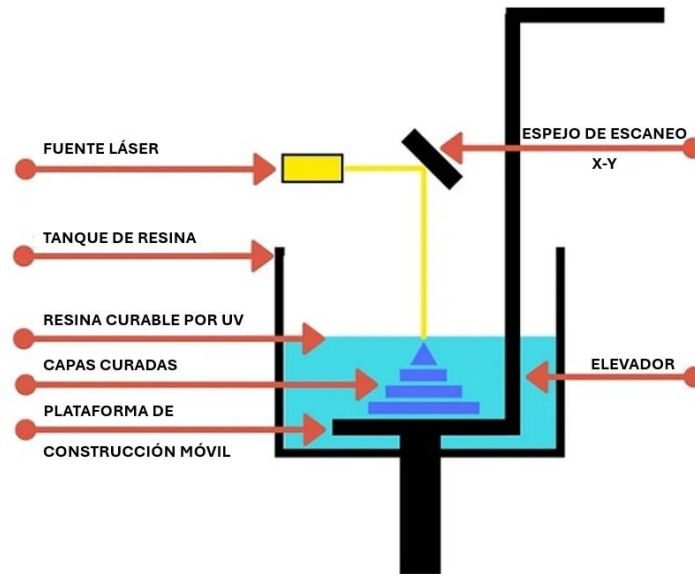 FUENTE LÁSER
ESPEJO DE ESCANEO
X-Y
TANQUE DE RESINA
RESINA CURABLE POR UV
CAPAS CURADAS
ELEVADOR
PLATAFORMA DE
CONSTRUCCIÓN MÓVIL